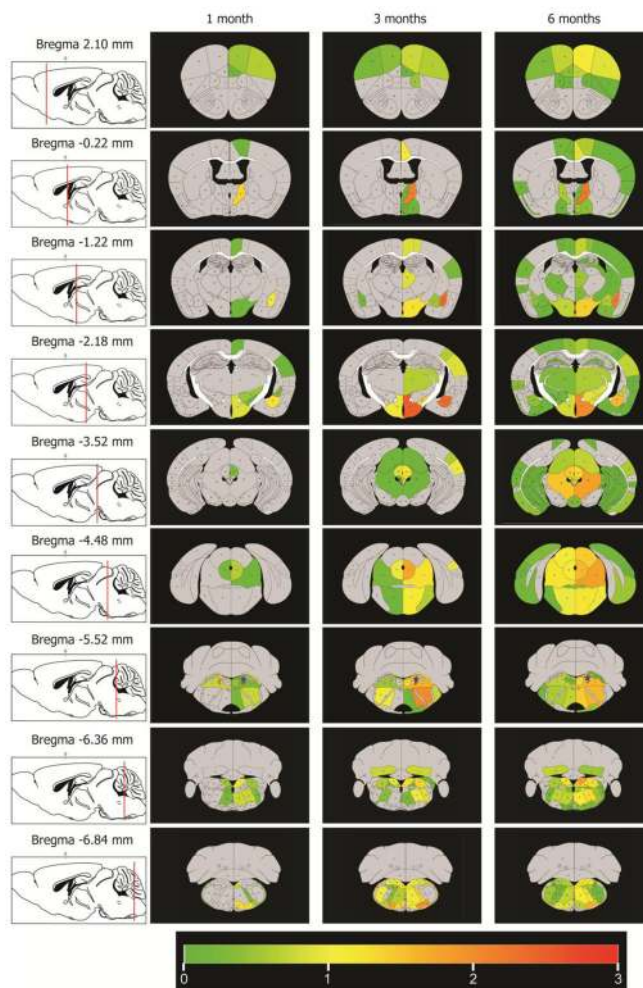 1 month 3 months 6 months
Bregma 2.10 mm
Bregma -0.22 mm
Bregma -1.22 mm
Bregma -2.18 mm
Bregma -3.52 mm
Bregma -4.48 mm
Bregma -5.52 mm
Bregma -6.36 mm
Bregma -6.84 mm
0 1 2 3